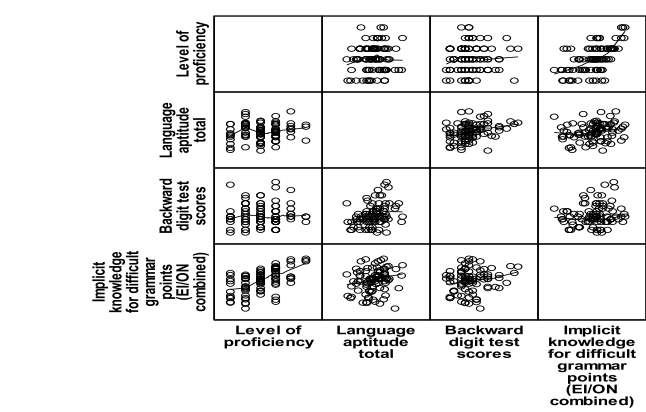 Level of
proficiency
Language
aptitude
total
Backward
digit test
scores
Implicit
knowledge
for difficult
grammar
points
(EI/ON
combined)
Level of
proficiency
Language
aptitude
total
Backward
digit test
scores
Implicit
knowledge
for difficult
grammar
points
(EI/ON
combined)